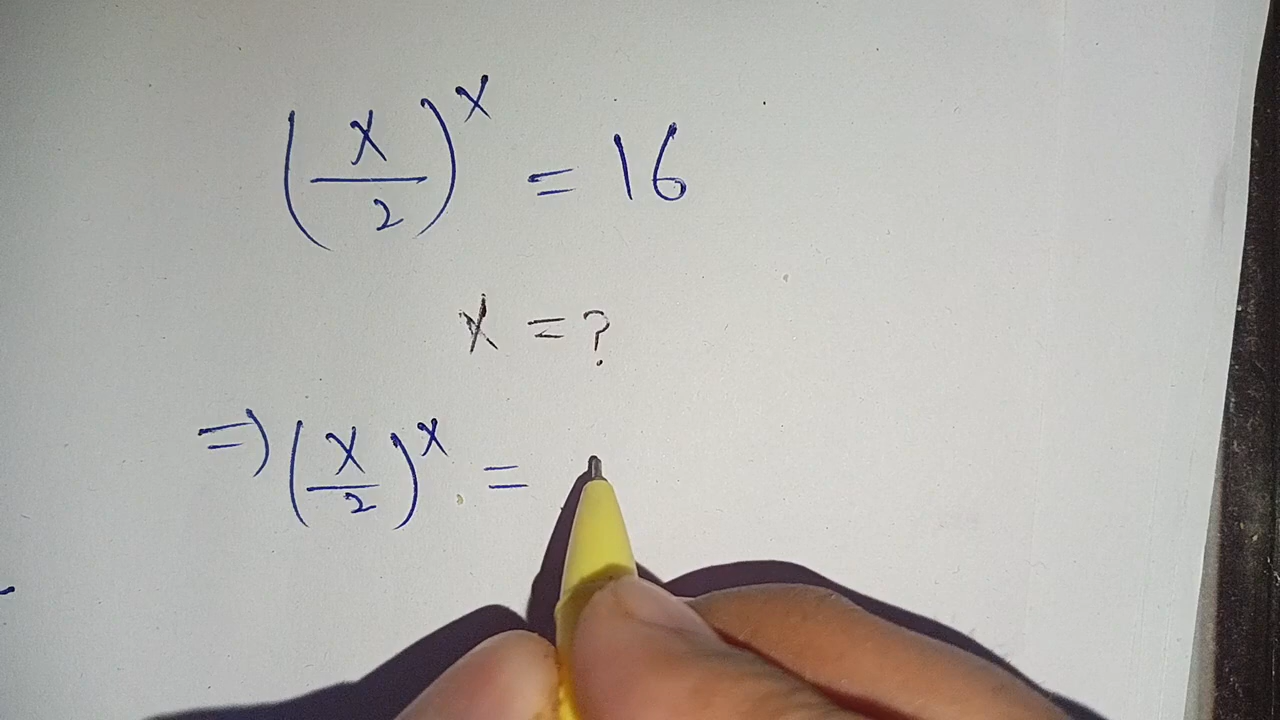 (x/2)^x = 16
x = ?
=> (x/2)^x =